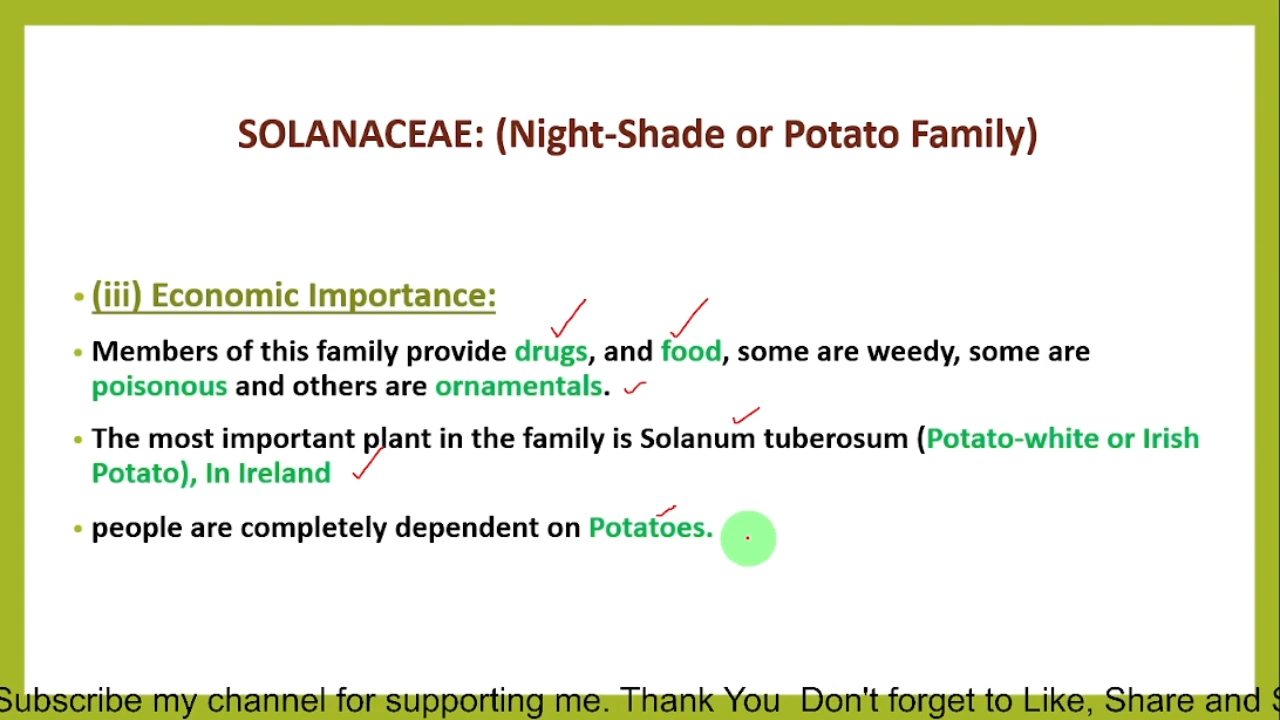 SOLANACEAE: (Night-Shade or Potato Family)
• (iii) Economic Importance:
• Members of this family provide drugs, and food, some are weedy, some are
poisonous and others are ornamentals.
• The most important plant in the family is Solanum tuberosum (Potato-white or Irish
Potato), In Ireland
• people are completely dependent on Potatoes.
Subscribe my channel for supporting me. Thank You Don't forget to Like, Share and S